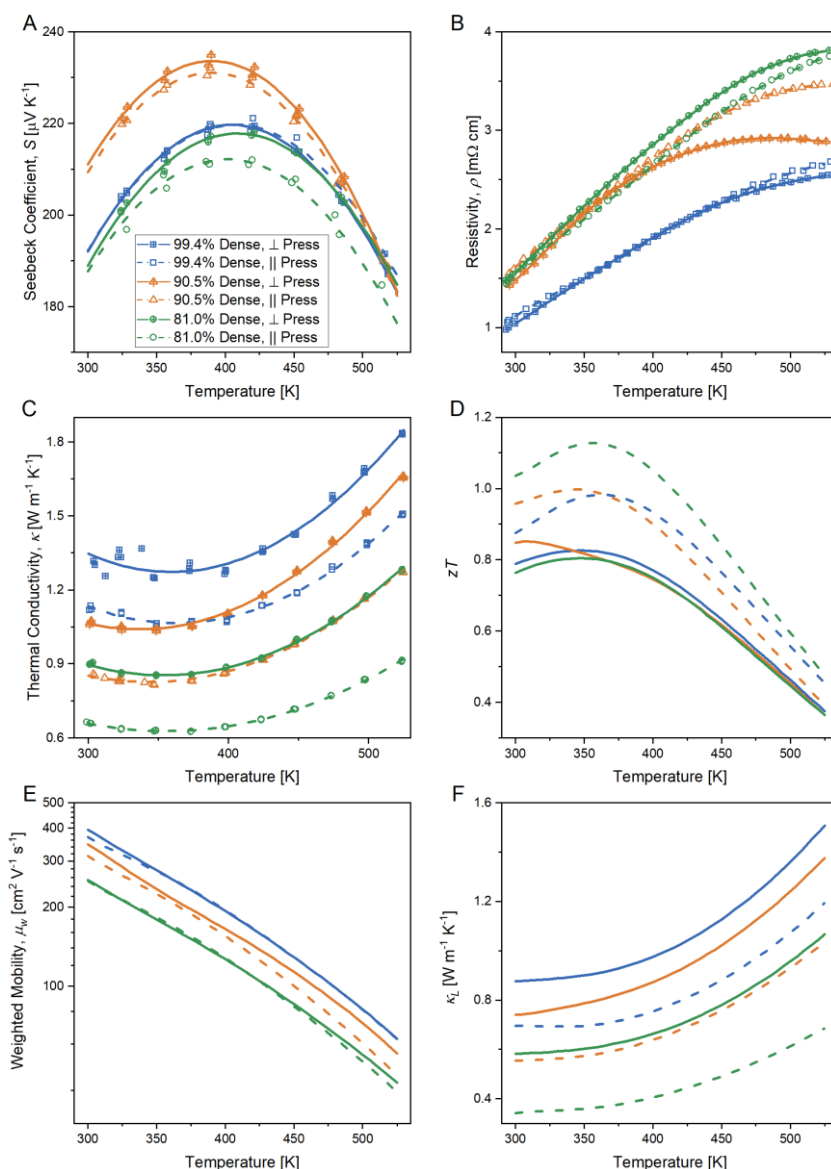 A
Seebeck Coefficient, S [μV K⁻¹]
240
220
200
180
300
350
400
450
500
Temperature [K]
99.4% Dense, ⊥ Press
99.4% Dense, || Press
90.5% Dense, ⊥ Press
90.5% Dense, || Press
81.0% Dense, ⊥ Press
81.0% Dense, || Press
B
Resistivity, ρ [mΩ cm]
4
3
2
1
300
350
400
450
500
Temperature [K]
C
Thermal Conductivity, κ [W m⁻¹ K⁻¹]
1.8
1.5
1.2
0.9
0.6
300
400
500
Temperature [K]
D
zT
1.2
1.0
0.8
0.6
0.4
300
350
400
450
500
Temperature [K]
E
Weighted Mobility, μw [cm² V⁻¹ s⁻¹]
500
400
300
200
100
300
350
400
450
500
Temperature [K]
F
κL [W m⁻¹ K⁻¹]
1.6
1.2
0.8
0.4
300
350
400
450
500
Temperature [K]